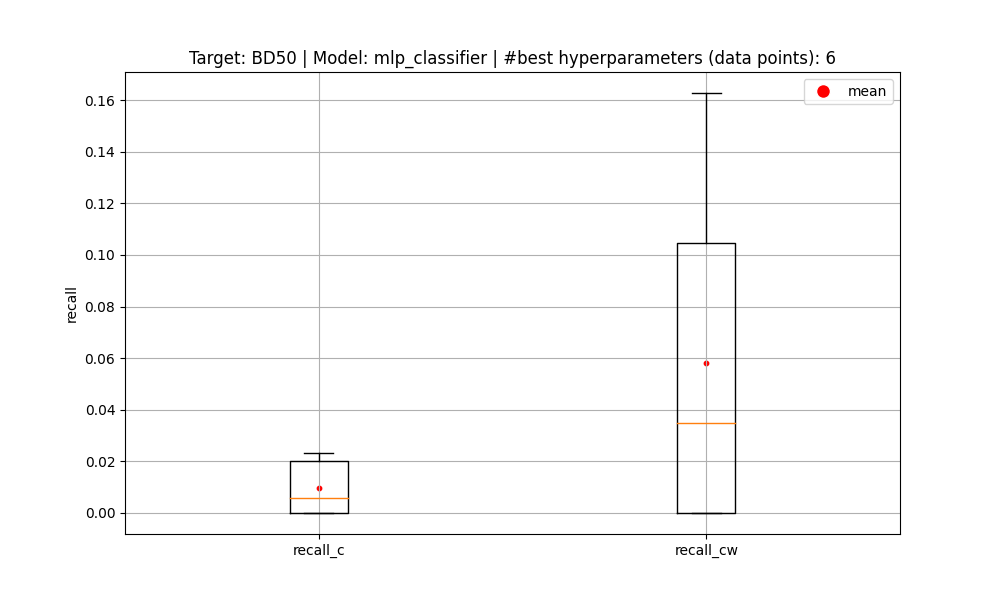 Target: BD50 | Model: mlp_classifier | #best hyperparameters (data points): 6
mean
0.16
0.14
0.12
0.10
0.08
0.06
0.04
0.02
0.00
recall
recall_c
recall_cw